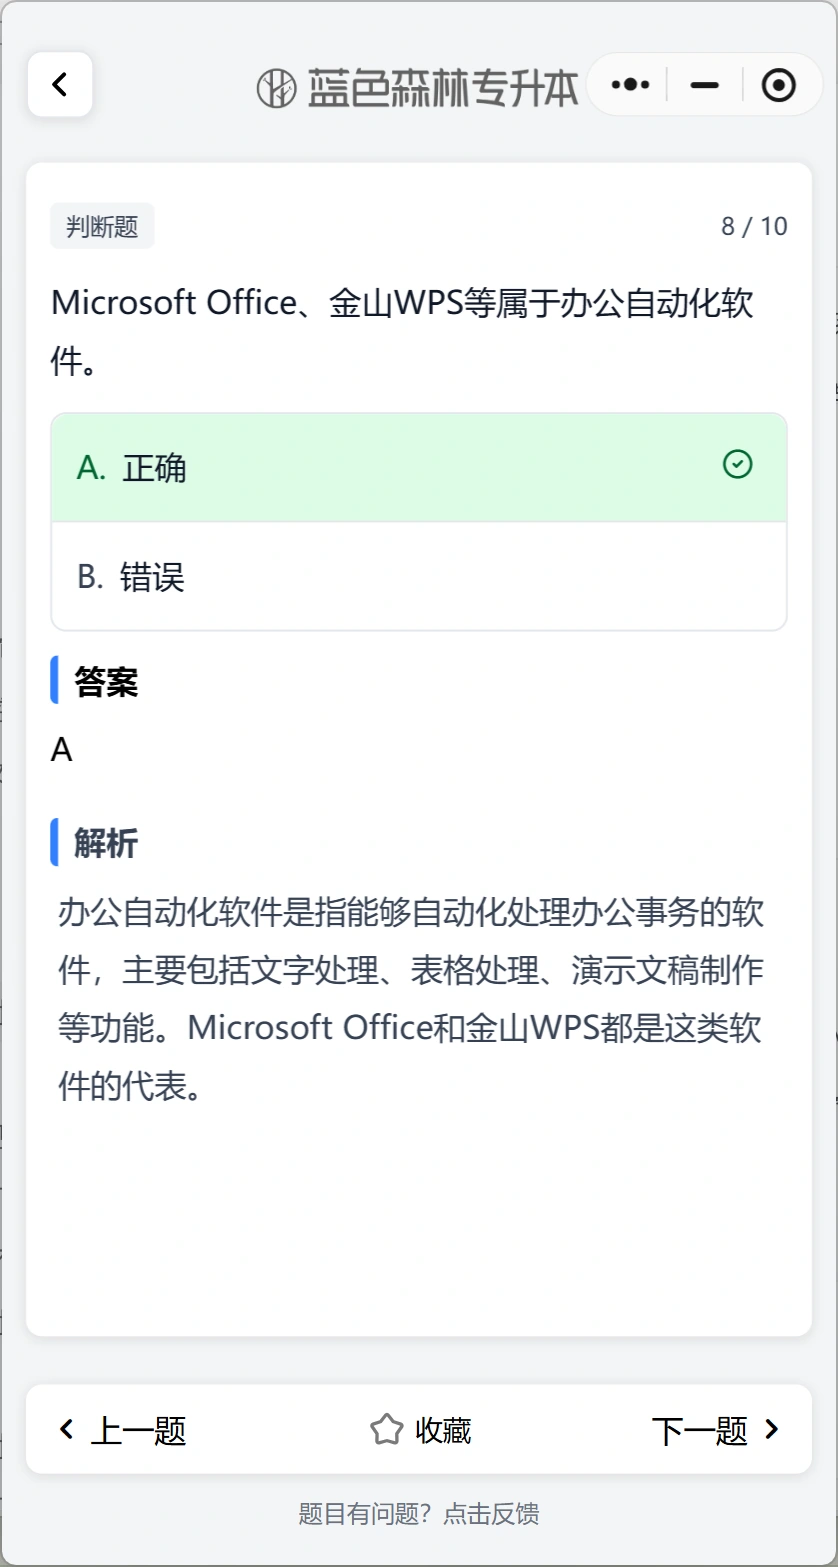 蓝色森林专升本
判断题
8 / 10
Microsoft Office、金山WPS等属于办公自动化软
件。
A. 正确
B. 错误
答案
A
解析
办公自动化软件是指能够自动化处理办公事务的软
件，主要包括文字处理、表格处理、演示文稿制作
等功能。Microsoft Office和金山WPS都是这类软
件的代表。
上一题
收藏
下一题
题目有问题？点击反馈